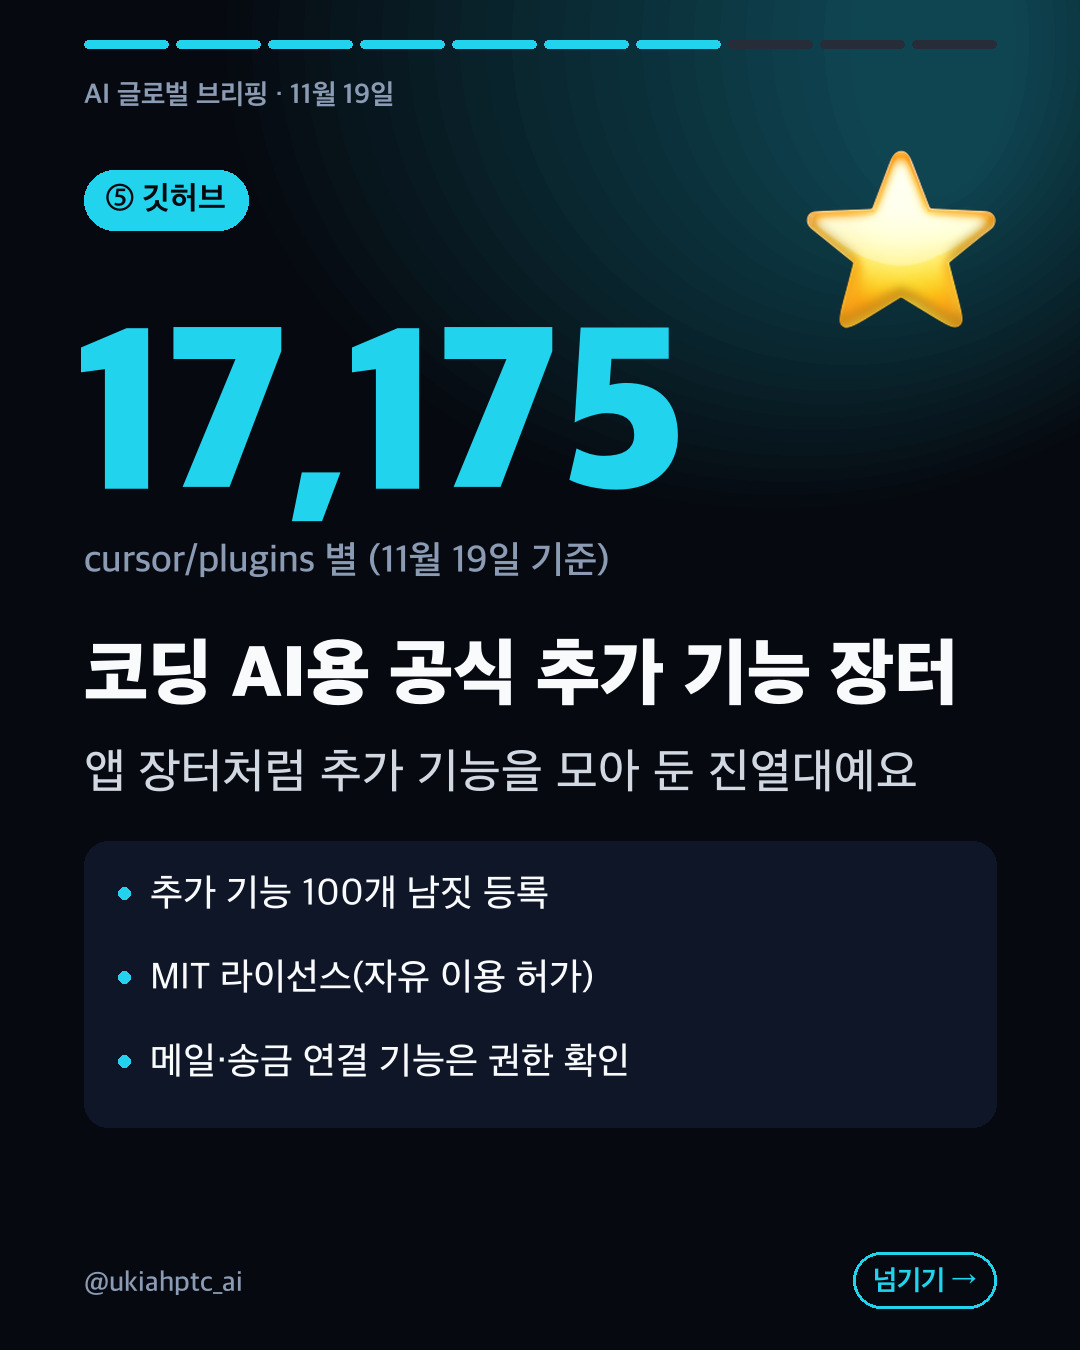 AI 글로벌 브리핑 · 11월 19일
⑤ 깃허브
17,175
cursor/plugins 별 (11월 19일 기준)
코딩 AI용 공식 추가 기능 장터
앱 장터처럼 추가 기능을 모아 둔 진열대예요
• 추가 기능 100개 남짓 등록
• MIT 라이선스(자유 이용 허가)
• 메일·송금 연결 기능은 권한 확인
@ukiahptc_ai
넘기기 →